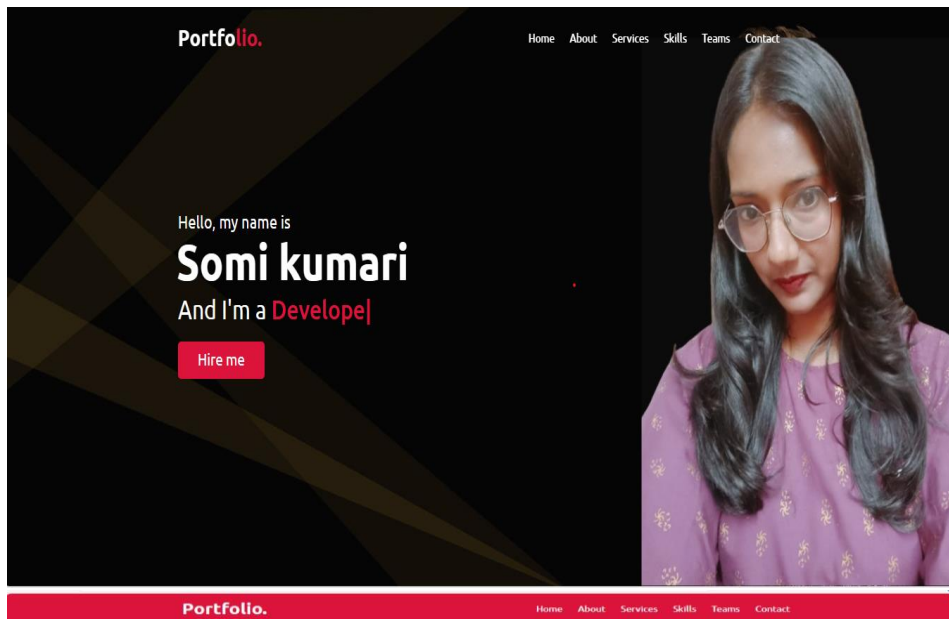 Portfolio.
Home About Services Skills Teams Contact
Hello, my name is
Somi kumari
And I'm a Develope|
Hire me
Portfolio.
Home About Services Skills Teams Contact